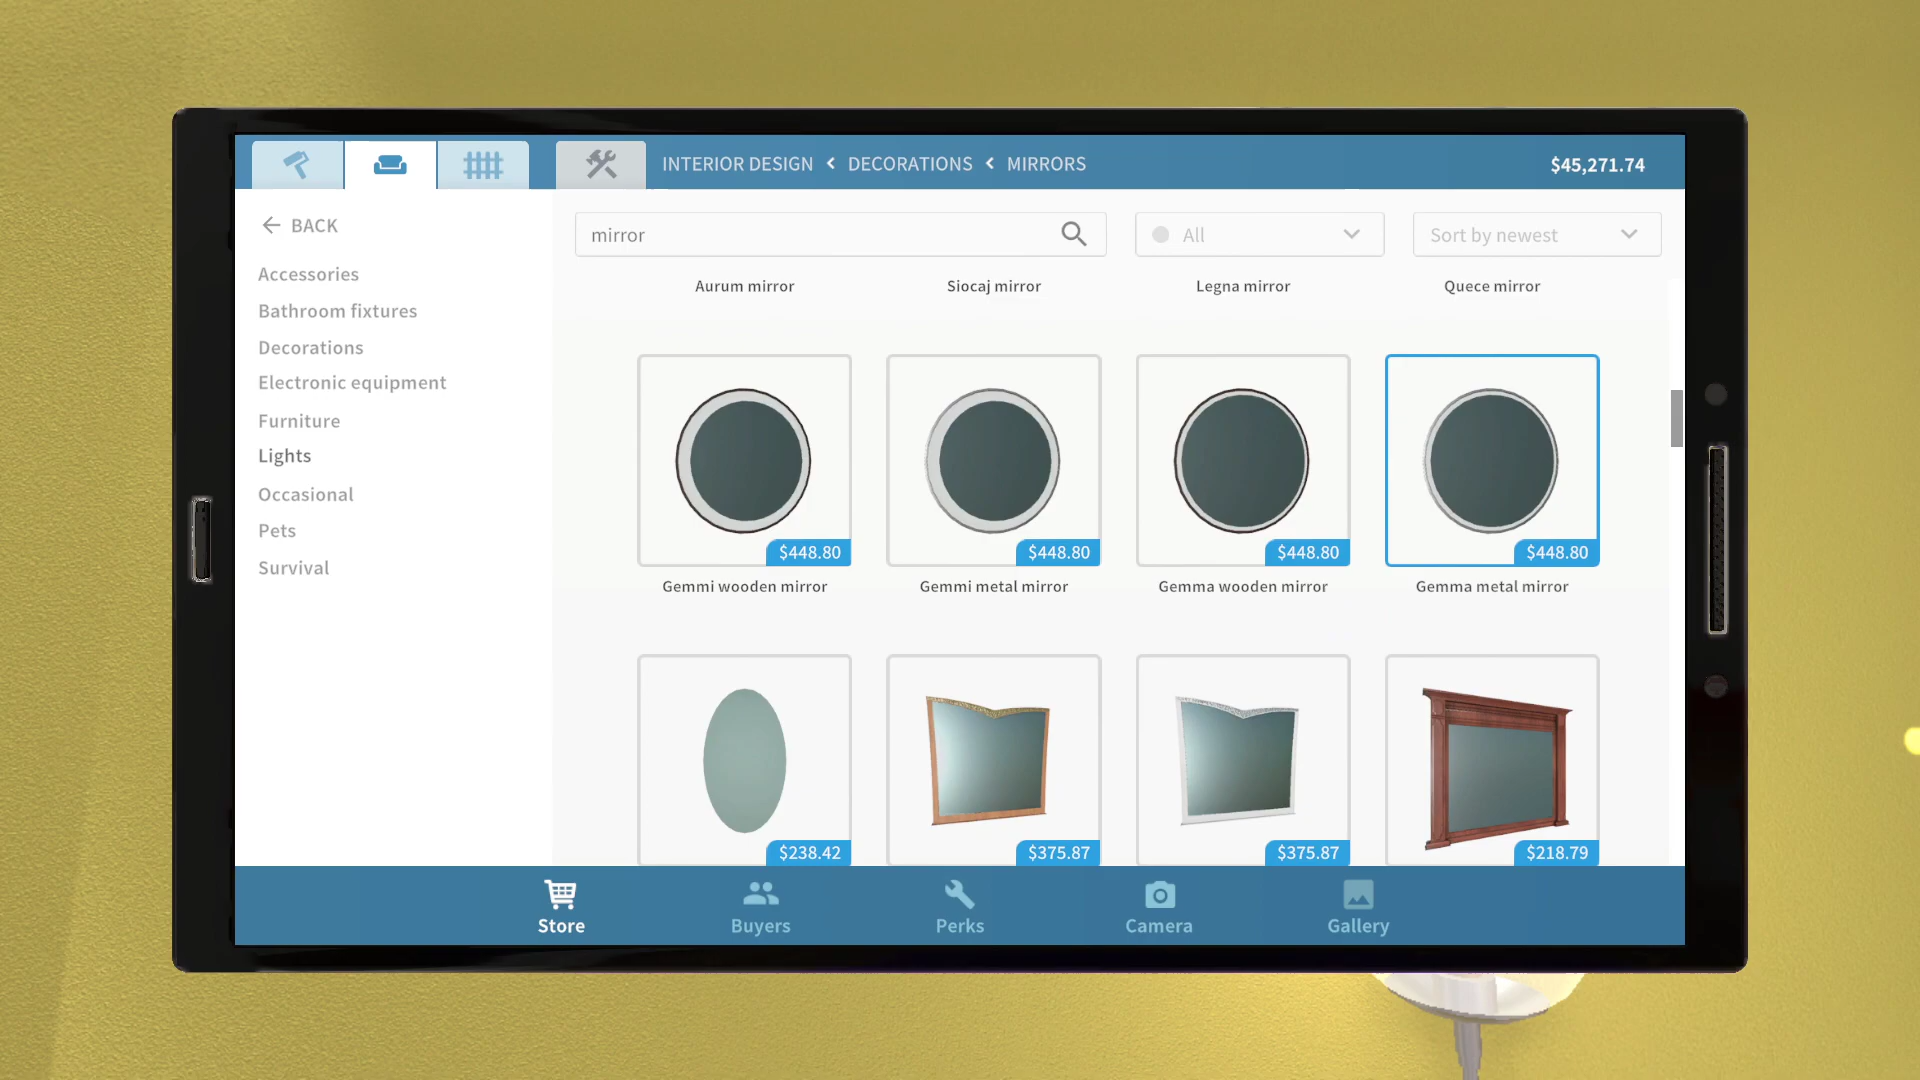 INTERIOR DESIGN < DECORATIONS < MIRRORS
$45,271.74
BACK
Accessories
Bathroom fixtures
Decorations
Electronic equipment
Furniture
Lights
Occasional
Pets
Survival
mirror
All
Sort by newest
Aurum mirror
Siocaj mirror
Legna mirror
Quece mirror
$448.80
$448.80
$448.80
$448.80
Gemmi wooden mirror
Gemmi metal mirror
Gemma wooden mirror
Gemma metal mirror
$238.42
$375.87
$375.87
$218.79
Store
Buyers
Perks
Camera
Gallery